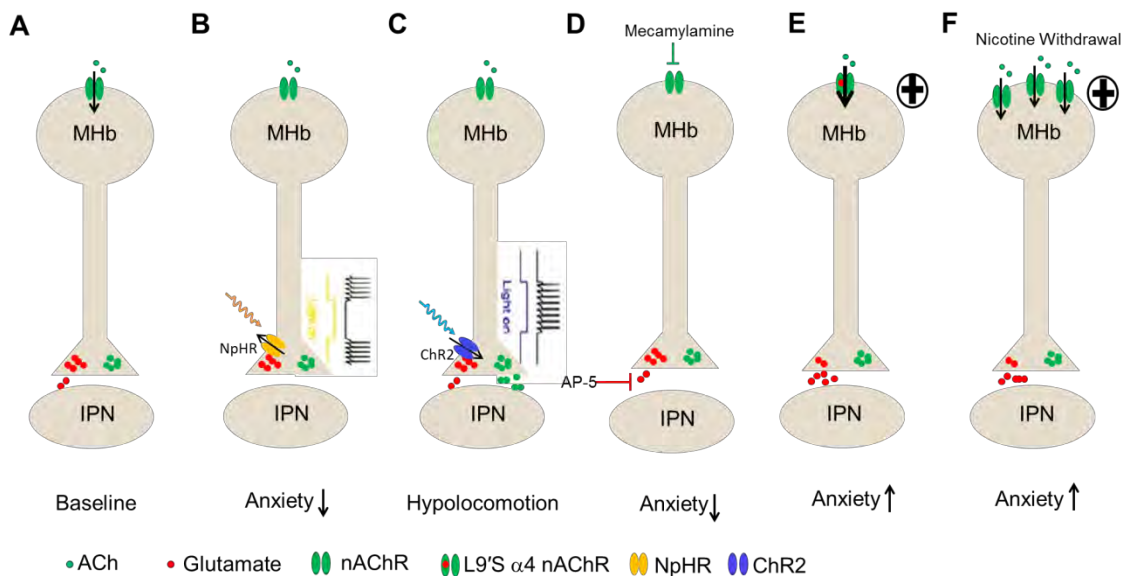 A
B
C
D
E
F
Mecamylamine
Nicotine Withdrawal
MHb
MHb
MHb
MHb
MHb
MHb
Light on
NpHR
ChR2
AP-5
IPN
IPN
IPN
IPN
IPN
IPN
Baseline
Anxiety
Hypolocomotion
Anxiety
Anxiety
Anxiety
ACh
Glutamate
nAChR
L9'S α4 nAChR
NpHR
ChR2